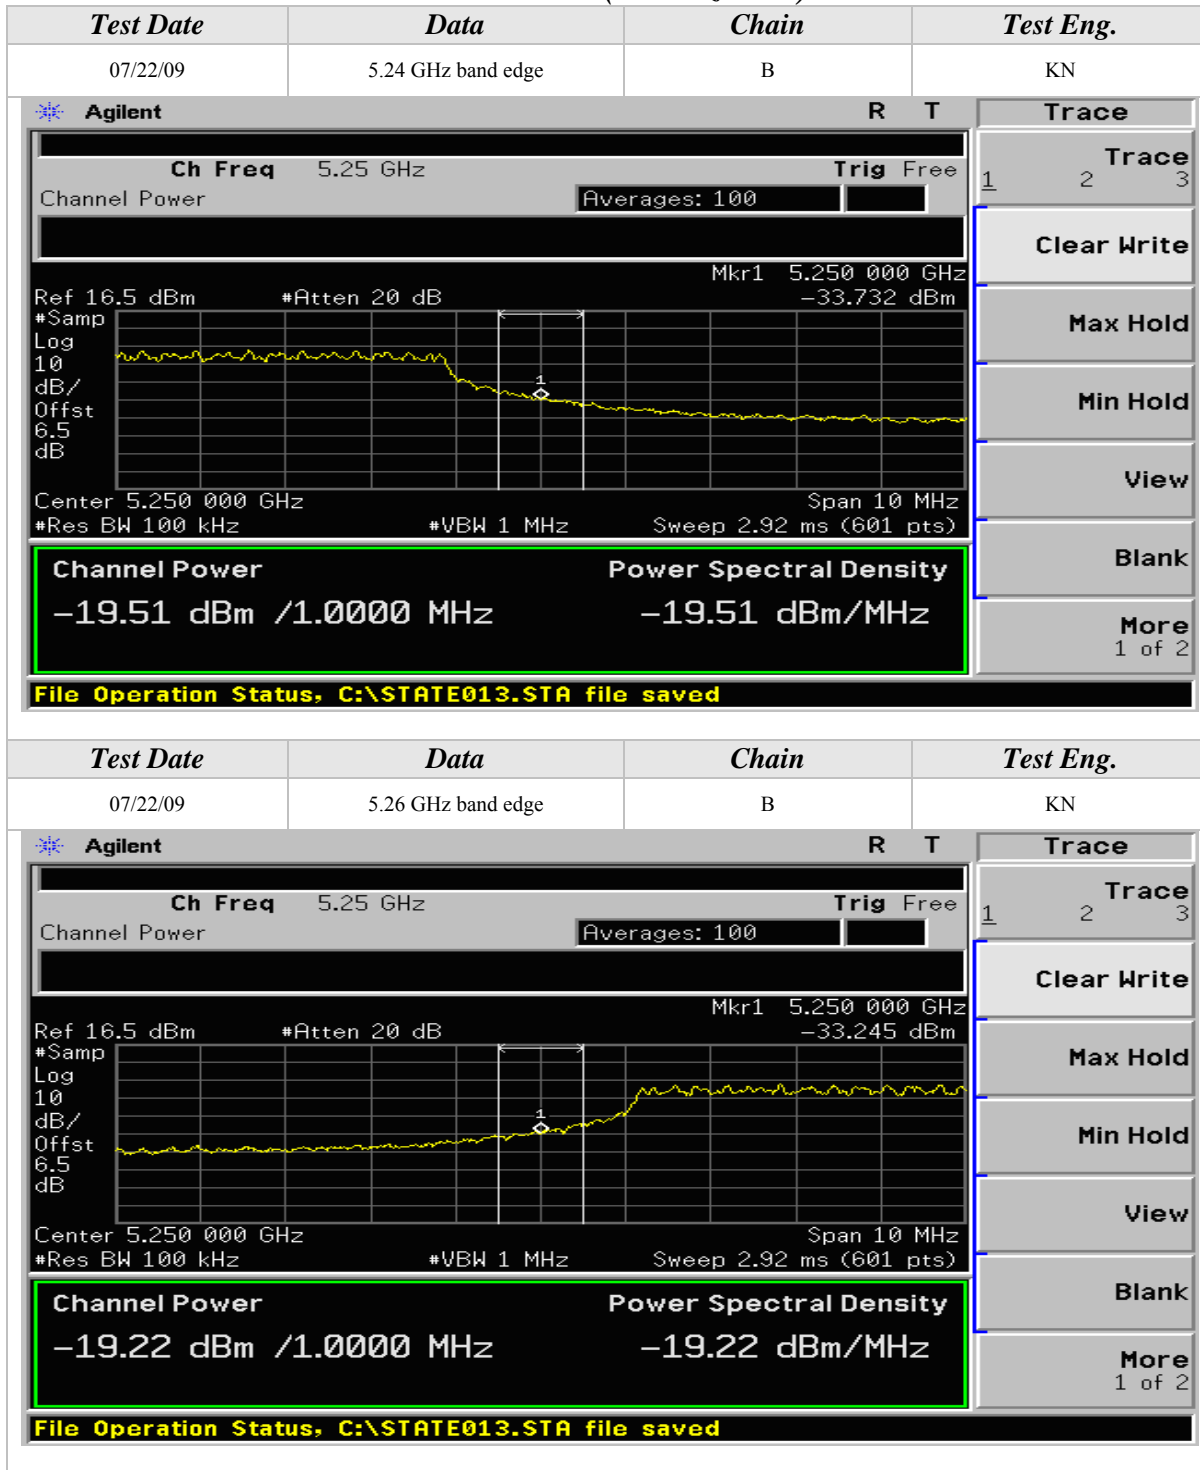 Test Date Data Chain Test Eng.
07/22/09 5.24 GHz band edge B KN
Agilent R T Trace
Ch Freq 5.25 GHz Trig Free
Channel Power Averages: 100
Trace
1 2 3
Clear Write
Mkr1 5.250 000 GHz
Ref 16.5 dBm #Atten 20 dB -33.732 dBm
#Samp
Log
10
dB/
Offst
6.5
dB
1
Max Hold
Min Hold
View
Center 5.250 000 GHz Span 10 MHz
#Res BW 100 kHz #VBW 1 MHz Sweep 2.92 ms (601 pts)
Blank
Channel Power Power Spectral Density
-19.51 dBm /1.0000 MHz -19.51 dBm/MHz
More
1 of 2
File Operation Status, C:\STATE013.STA file saved
Test Date Data Chain Test Eng.
07/22/09 5.26 GHz band edge B KN
Agilent R T Trace
Ch Freq 5.25 GHz Trig Free
Channel Power Averages: 100
Trace
1 2 3
Clear Write
Mkr1 5.250 000 GHz
Ref 16.5 dBm #Atten 20 dB -33.245 dBm
#Samp
Log
10
dB/
Offst
6.5
dB
1
Max Hold
Min Hold
View
Center 5.250 000 GHz Span 10 MHz
#Res BW 100 kHz #VBW 1 MHz Sweep 2.92 ms (601 pts)
Blank
Channel Power Power Spectral Density
-19.22 dBm /1.0000 MHz -19.22 dBm/MHz
More
1 of 2
File Operation Status, C:\STATE013.STA file saved